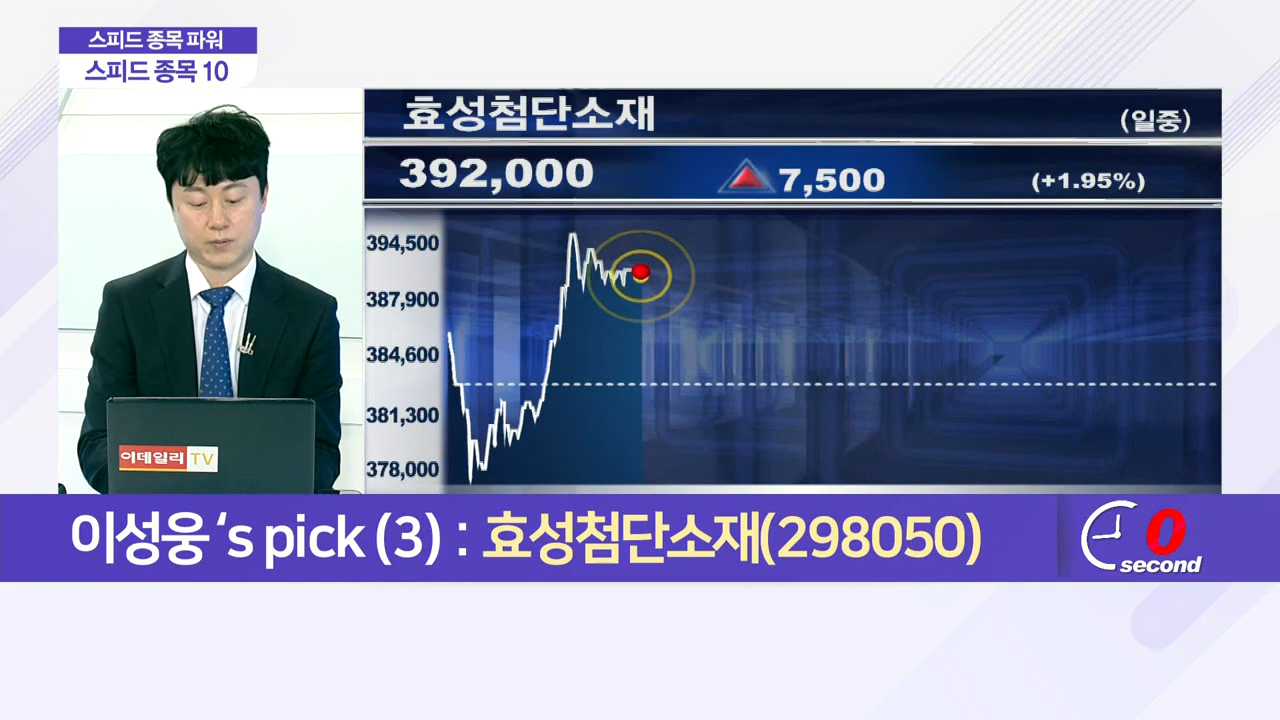 스피드 종목 파워
스피드 종목 10
효성첨단소재 (일중)
392,000 7,500 (+1.95%)
394,500
387,900
384,600
381,300
378,000
이데일리 TV
이성웅 ‘s pick (3) : 효성첨단소재(298050)
0
second